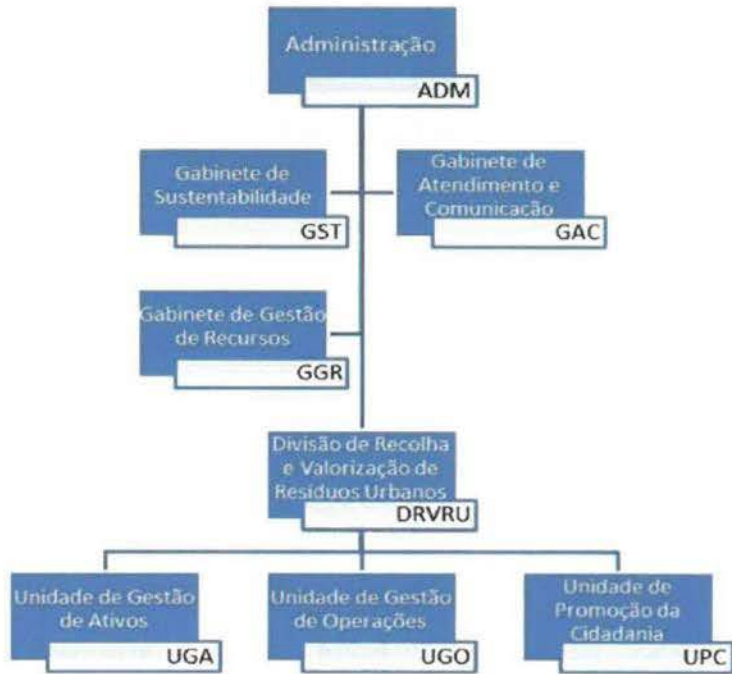 Administração
ADM
Gabinete de
Sustentabilidade
GST
Gabinete de
Atendimento e
Comunicação
GAC
Gabinete de Gestão
de Recursos
GGR
Divisão de Recolha
e Valorização de
Resíduos Urbanos
DRVRU
Unidade de Gestão
de Ativos
UGA
Unidade de Gestão
de Operações
UGO
Unidade de
Promoção da
Cidadania
UPC